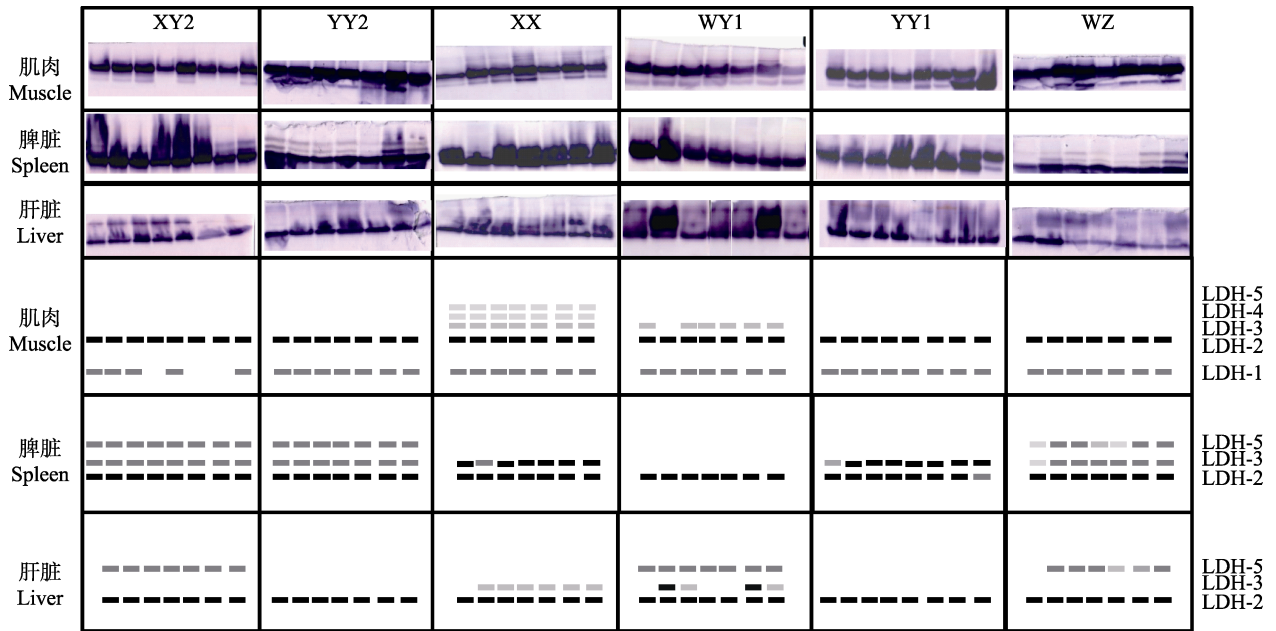 XY2 YY2 XX WY1 YY1 WZ
肌肉
Muscle
脾脏
Spleen
肝脏
Liver
肌肉
Muscle
LDH-5
LDH-4
LDH-3
LDH-2
LDH-1
脾脏
Spleen
LDH-5
LDH-3
LDH-2
肝脏
Liver
LDH-5
LDH-3
LDH-2